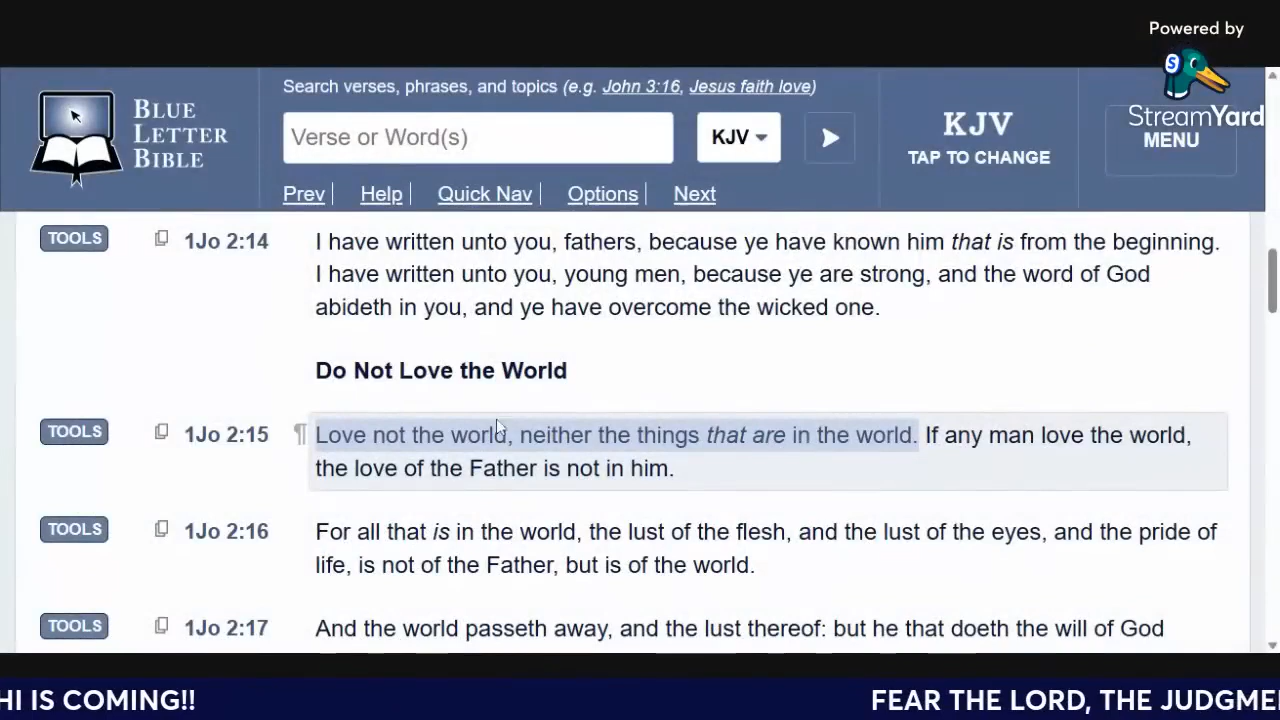 Powered by
StreamYard
BLUE
LETTER
BIBLE
Search verses, phrases, and topics (e.g. John 3:16, Jesus faith love)
Verse or Word(s)
KJV
KJV
TAP TO CHANGE
MENU
Prev Help Quick Nav Options Next
TOOLS 1Jo 2:14 I have written unto you, fathers, because ye have known him that is from the beginning.
I have written unto you, young men, because ye are strong, and the word of God
abideth in you, and ye have overcome the wicked one.
Do Not Love the World
TOOLS 1Jo 2:15 ¶ Love not the world, neither the things that are in the world. If any man love the world,
the love of the Father is not in him.
TOOLS 1Jo 2:16 For all that is in the world, the lust of the flesh, and the lust of the eyes, and the pride of
life, is not of the Father, but is of the world.
TOOLS 1Jo 2:17 And the world passeth away, and the lust thereof: but he that doeth the will of God
HI IS COMING!! FEAR THE LORD, THE JUDGME